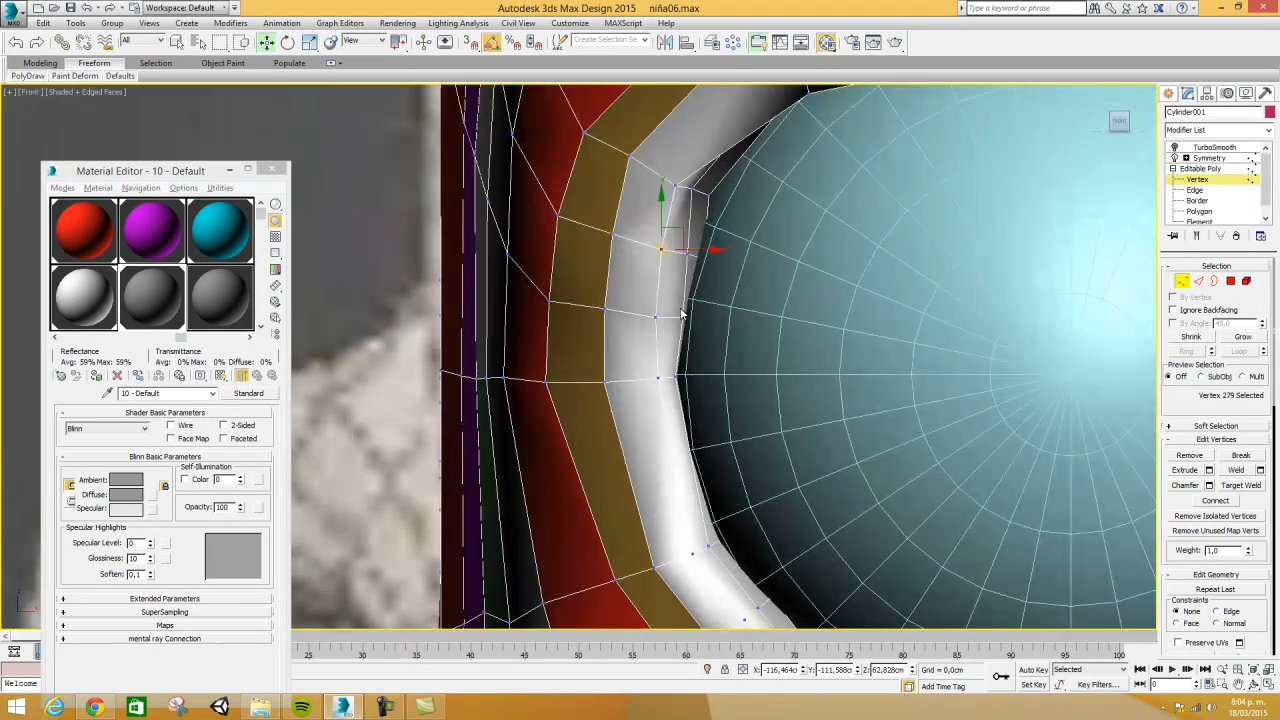 Workspace: Default
Autodesk 3ds Max Design 2015 niña06.max
Type a keyword or phrase
MXD
Edit Tools Group Views Create Modifiers Animation Graph Editors Rendering Lighting Analysis Civil View Customize MAXScript Help
All View Create Selection Se
Modeling Freeform Selection Object Paint Populate
PolyDraw Paint Deform Defaults
[+] [Front] [Shaded + Edged Faces]
FRONT
Material Editor - 10 - Default
Modes Material Navigation Options Utilities
Reflectance Transmittance
Avg: 59% Max: 59% Avg: 0% Max: 0% Diffuse: 0%
10 - Default Standard
Shader Basic Parameters
Blinn Wire 2-Sided
Face Map Faceted
Blinn Basic Parameters
Self-Illumination
Ambient: Color 0
Diffuse:
Specular: Opacity: 100
Specular Highlights
Specular Level: 0
Glossiness: 10
Soften: 0,1
Extended Parameters
SuperSampling
Maps
mental ray Connection
Cylinder001
Modifier List
TurboSmooth
Symmetry
Editable Poly
Vertex
Edge
Border
Polygon
Element
Selection
By Vertex
Ignore Backfacing
By Angle: 45,0
Shrink Grow
Ring Loop
Preview Selection
Off SubObj Multi
Vertex 279 Selected
Soft Selection
Edit Vertices
Remove Break
Extrude Weld
Chamfer Target Weld
Connect
Remove Isolated Vertices
Remove Unused Map Verts
Weight: 1,0
Edit Geometry
Repeat Last
Constraints
None Edge
Face Normal
Preserve UVs
25 30 35 40 45 50 55 60 65 70 75 80 85 90 95 100
X: -116,464cm Y: -111,588cm Z: 62,828cm Grid = 0,0cm
Add Time Tag
Auto Key Selected
Set Key Key Filters...
0
Welcome
8:04 p. m.
18/03/2015